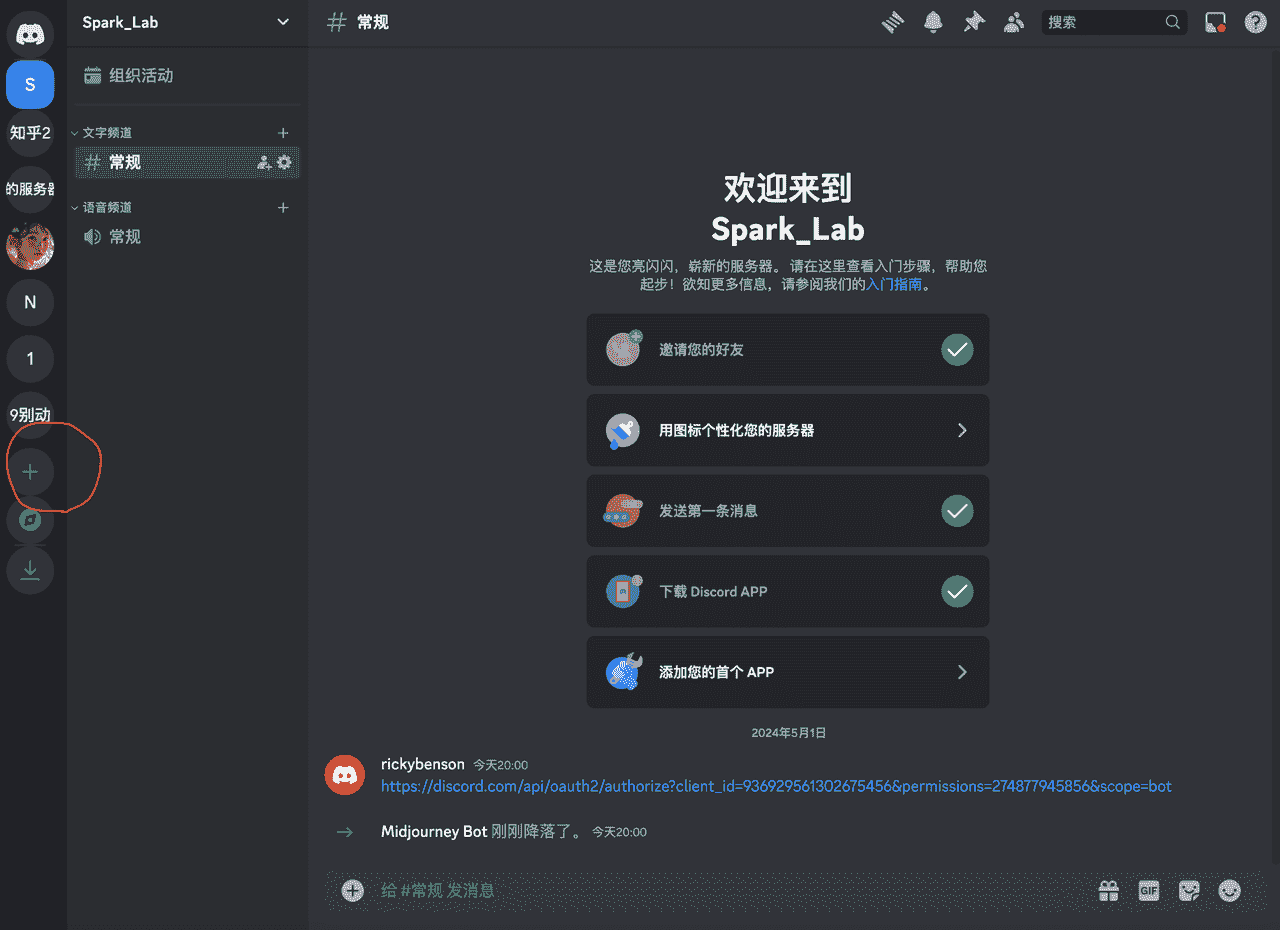 Spark_Lab
常规
搜索
S
组织活动
知乎2
文字频道
常规
的服务器
语音频道
常规
N
1
9别动
欢迎来到
Spark_Lab
这是您亮闪闪，崭新的服务器。请在这里查看入门步骤，帮助您
起步！欲知更多信息，请参阅我们的入门指南。
邀请您的好友
用图标个性化您的服务器
发送第一条消息
下载 Discord APP
添加您的首个 APP
2024年5月1日
rickybenson 今天20:00
https://discord.com/api/oauth2/authorize?client_id=936929561302675456&permissions=274877945856&scope=bot
Midjourney Bot 刚刚降落了。 今天20:00
给 #常规 发消息
GIF